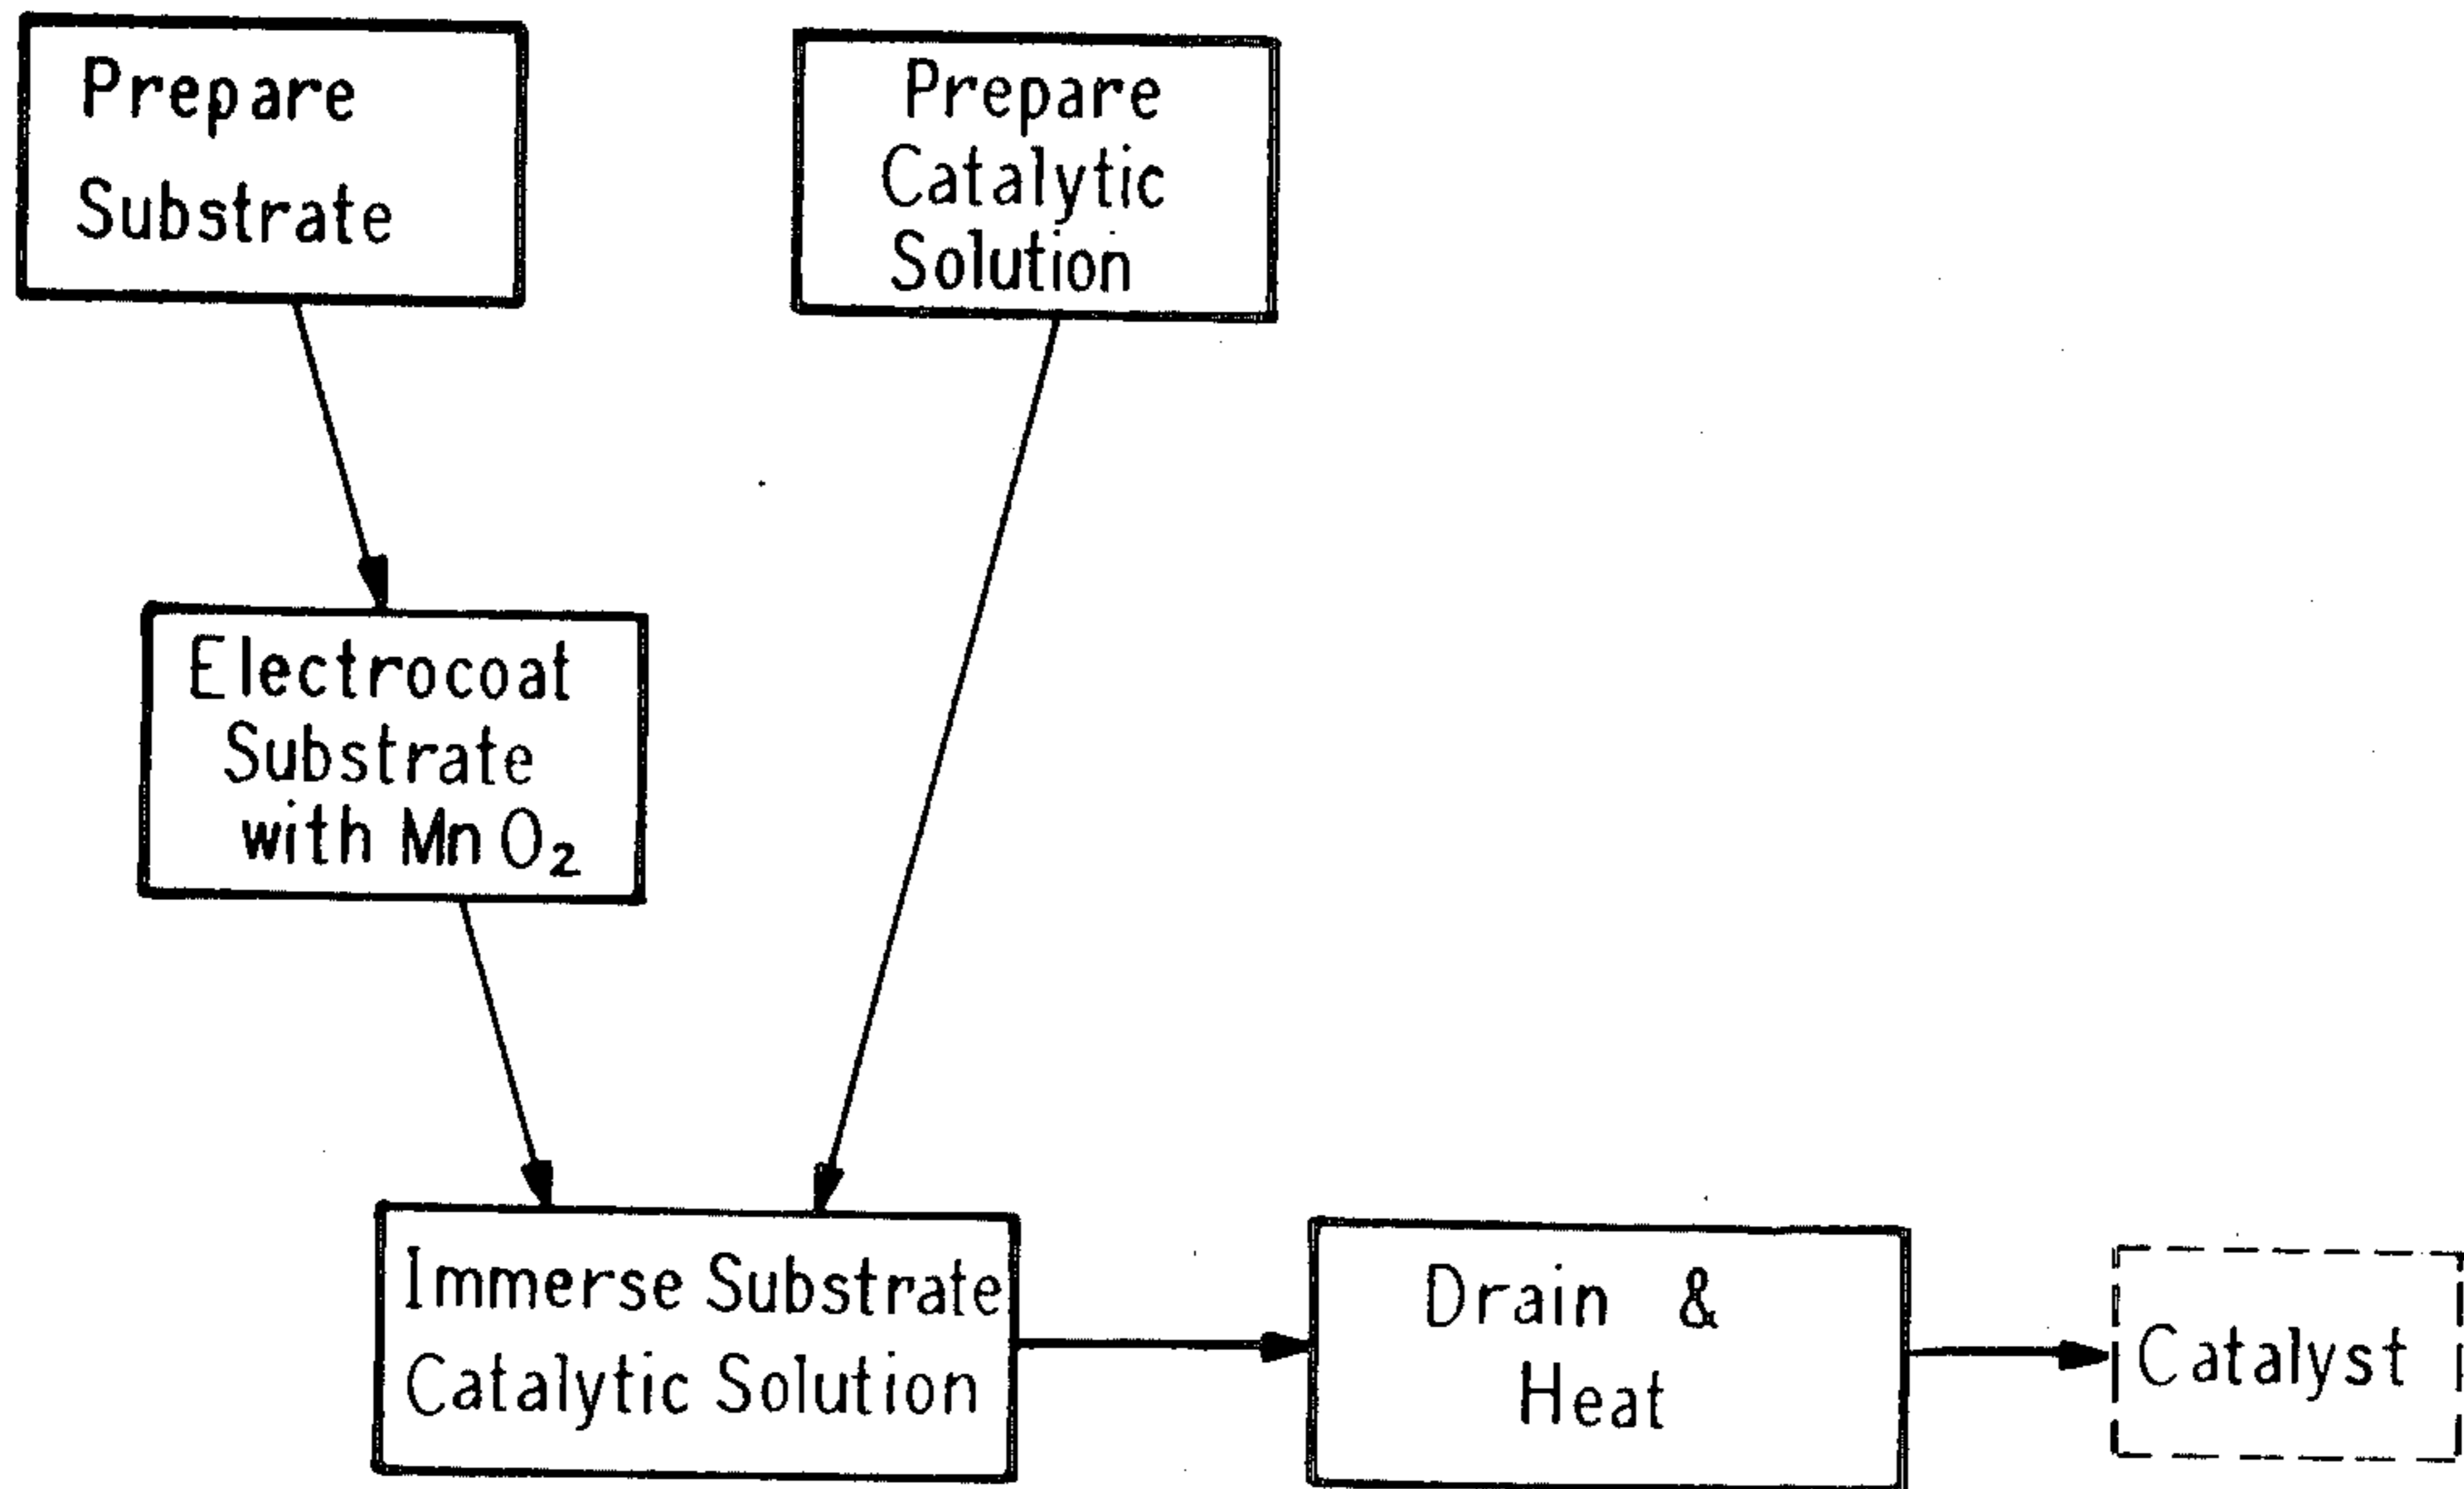 Prepare
Substrate
Prepare
Catalytic
Solution
Electrocoat
Substrate
with MnO₂
Immerse Substrate
Catalytic Solution
Drain &
Heat
Catalyst